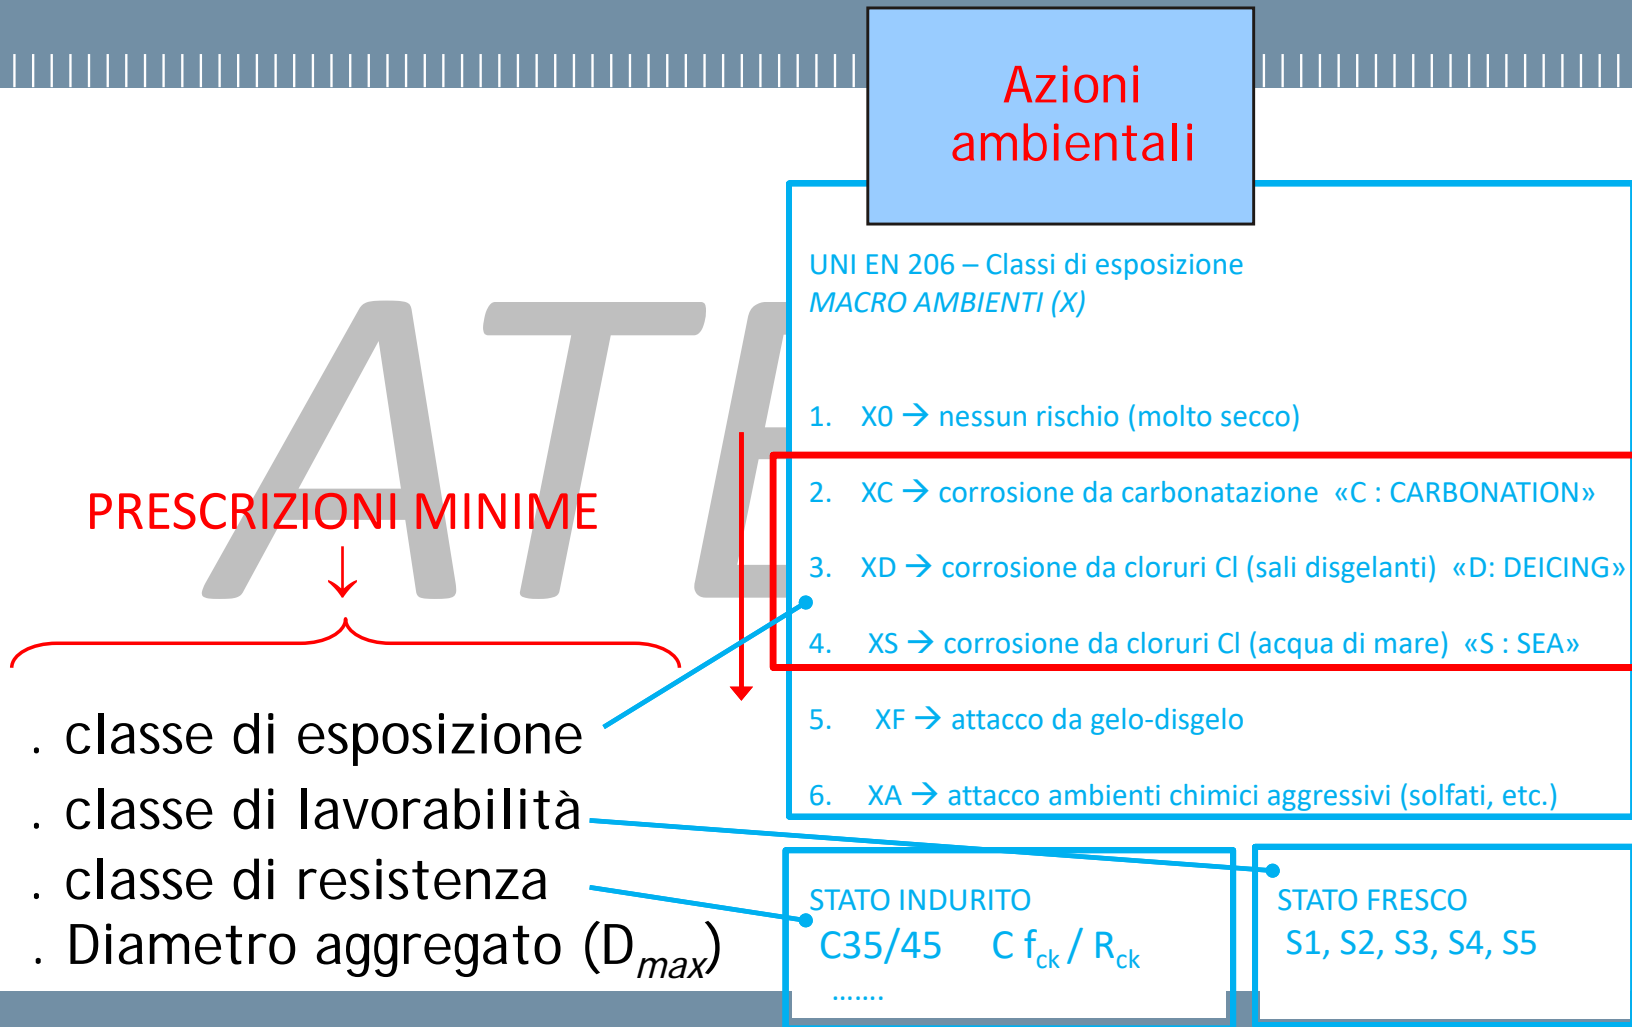 Azioni
ambientali
UNI EN 206 – Classi di esposizione
MACRO AMBIENTI (X)
1. X0 → nessun rischio (molto secco)
2. XC → corrosione da carbonatazione «C : CARBONATION»
3. XD → corrosione da cloruri Cl (sali disgelanti) «D: DEICING»
4. XS → corrosione da cloruri Cl (acqua di mare) «S : SEA»
5. XF → attacco da gelo-disgelo
6. XA → attacco ambienti chimici aggressivi (solfati, etc.)
PRESCRIZIONI MINIME
. classe di esposizione
. classe di lavorabilità
. classe di resistenza
. Diametro aggregato (Dmax)
STATO INDURITO
C35/45 C fck / Rck
.......
STATO FRESCO
S1, S2, S3, S4, S5